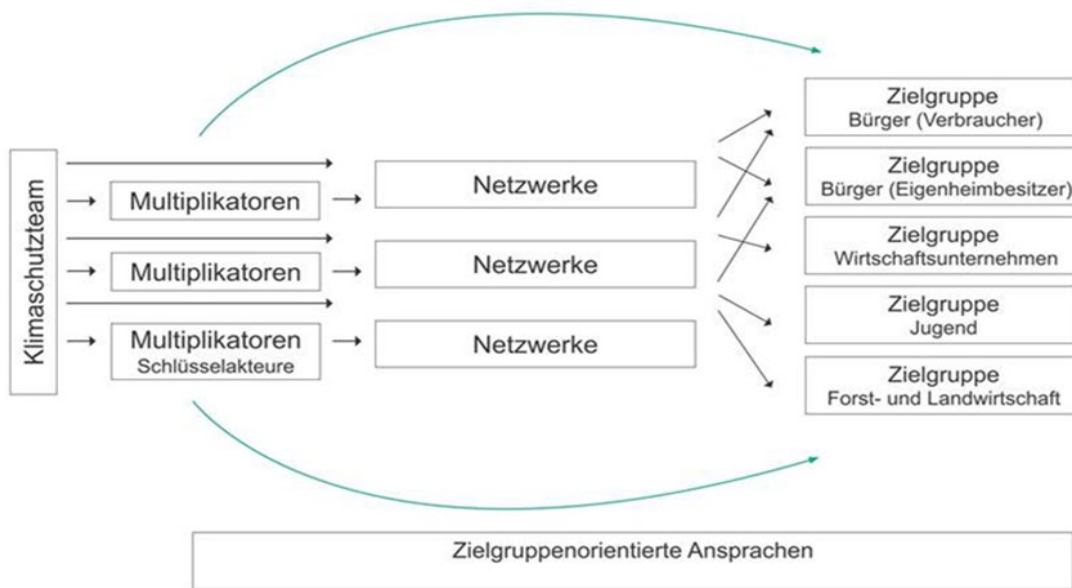 Klimaschutzteam
Multiplikatoren
Multiplikatoren
Multiplikatoren
Schlüsselakteure
Netzwerke
Netzwerke
Netzwerke
Zielgruppe
Bürger (Verbraucher)
Zielgruppe
Bürger (Eigenheimbesitzer)
Zielgruppe
Wirtschaftsunternehmen
Zielgruppe
Jugend
Zielgruppe
Forst- und Landwirtschaft
Zielgruppenorientierte Ansprachen